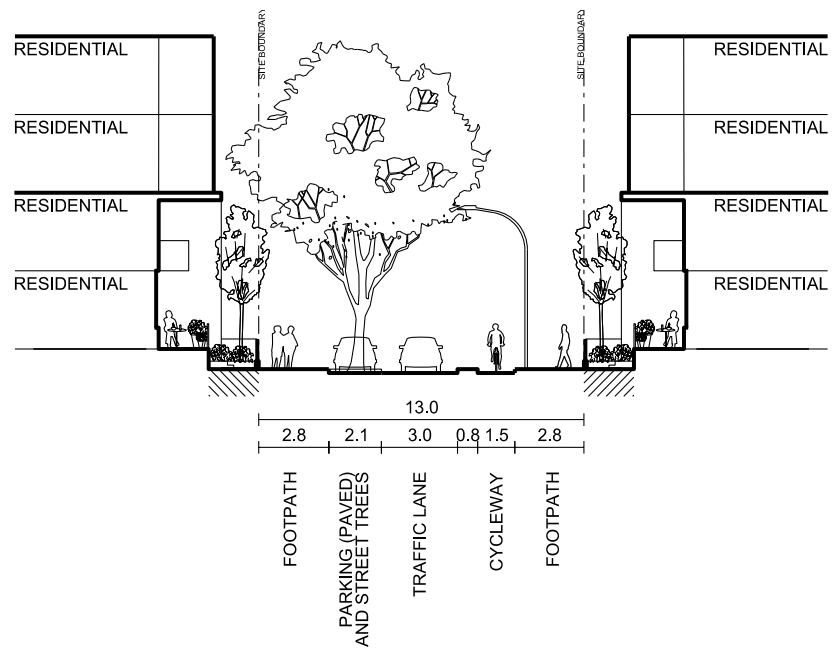 SITE BOUNDARY
SITE BOUNDARY
RESIDENTIAL
RESIDENTIAL
RESIDENTIAL
RESIDENTIAL
RESIDENTIAL
RESIDENTIAL
RESIDENTIAL
RESIDENTIAL
13.0
2.8
2.1
3.0
0.8
1.5
2.8
FOOTPATH
PARKING (PAVED)
AND STREET TREES
TRAFFIC LANE
CYCLEWAY
FOOTPATH